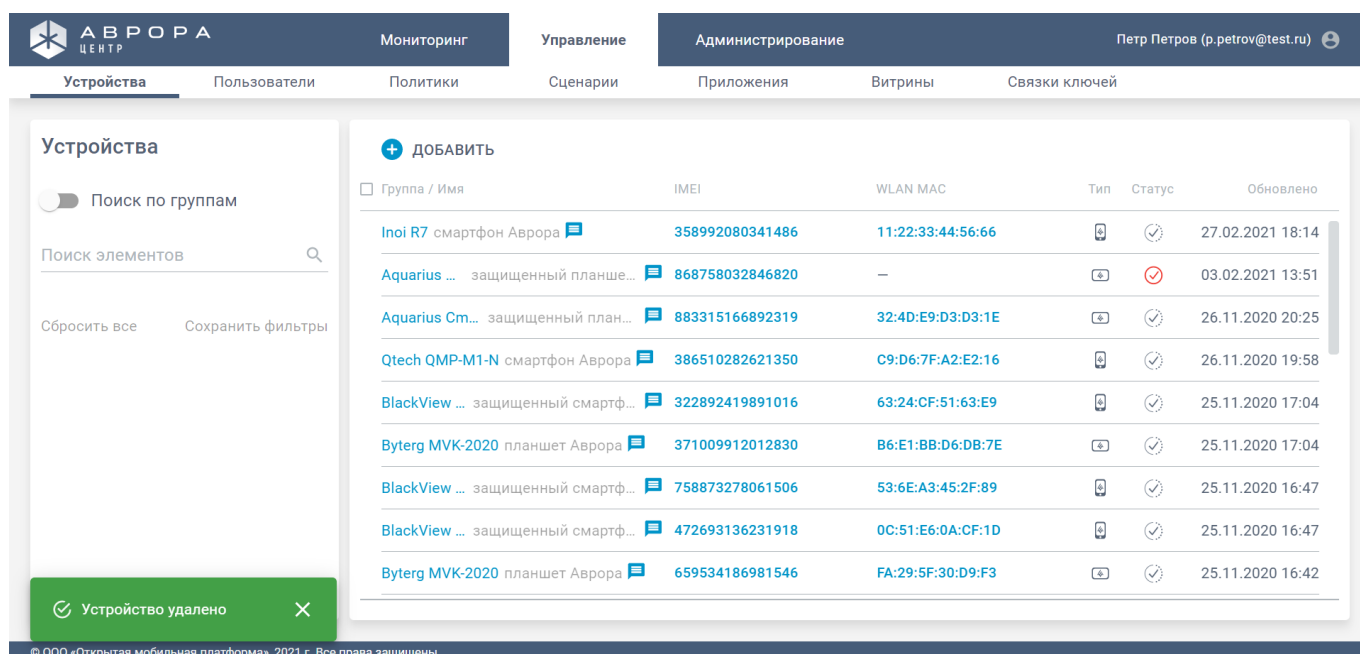 АВРОРА
ЦЕНТР
Мониторинг Управление Администрирование Петр Петров (p.petrov@test.ru)
Устройства Пользователи Политики Сценарии Приложения Витрины Связки ключей
Устройства
Поиск по группам
Поиск элементов
Сбросить все Сохранить фильтры
ДОБАВИТЬ
Группа / Имя IMEI WLAN MAC Тип Статус Обновлено
Inoi R7 смартфон Аврора 358992080341486 11:22:33:44:56:66 27.02.2021 18:14
Aquarius ... защищенный планше... 868758032846820 – 03.02.2021 13:51
Aquarius Cm... защищенный план... 883315166892319 32:4D:E9:D3:D3:1E 26.11.2020 20:25
Qtech QMP-M1-N смартфон Аврора 386510282621350 C9:D6:7F:A2:E2:16 26.11.2020 19:58
BlackView ... защищенный смартф... 322892419891016 63:24:CF:51:63:E9 25.11.2020 17:04
Byterg MVK-2020 планшет Аврора 371009912012830 B6:E1:BB:D6:DB:7E 25.11.2020 17:04
BlackView ... защищенный смартф... 758873278061506 53:6E:A3:45:2F:89 25.11.2020 16:47
BlackView ... защищенный смартф... 472693136231918 0C:51:E6:0A:CF:1D 25.11.2020 16:47
Byterg MVK-2020 планшет Аврора 659534186981546 FA:29:5F:30:D9:F3 25.11.2020 16:42
Устройство удалено
© ООО «Открытая мобильная платформа», 2021 г. Все права защищены